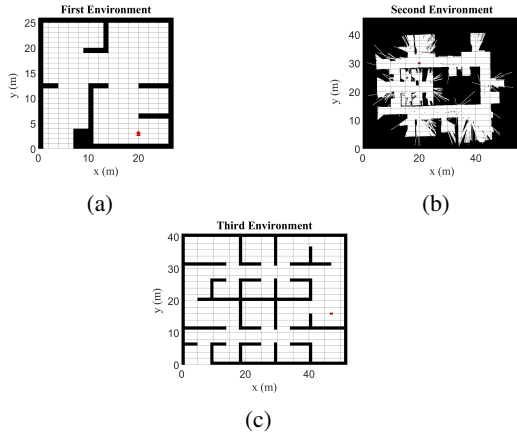 First Environment
25
20
15
10
5
0
y (m)
0
10
20
x (m)
(a)
Second Environment
40
30
20
10
0
y (m)
0
20
40
x (m)
(b)
Third Environment
40
30
20
10
0
y (m)
0
20
40
x (m)
(c)